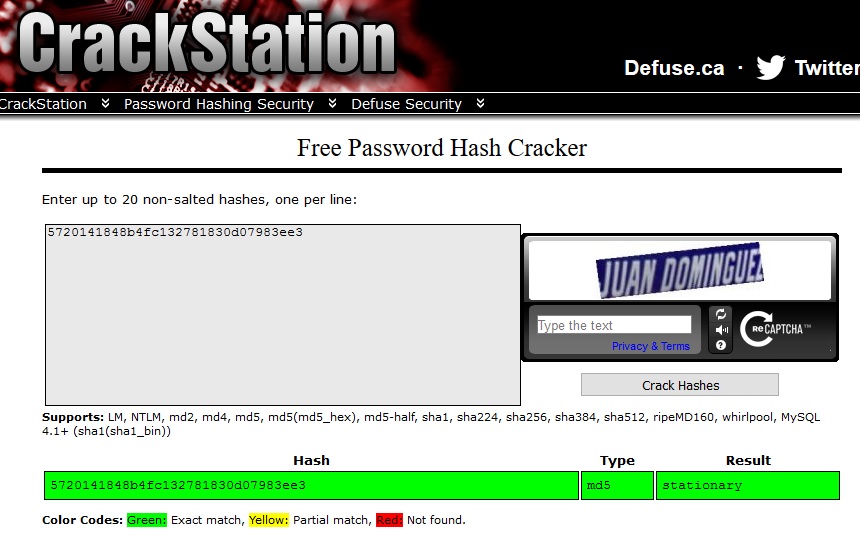 CrackStation
Defuse.ca · Twitter
CrackStation Password Hashing Security Defuse Security
Free Password Hash Cracker
Enter up to 20 non-salted hashes, one per line:
5720141848b4fc132781830d07983ee3
JUAN DOMINGUEZ
Type the text
Privacy & Terms
reCAPTCHA™
Crack Hashes
Supports: LM, NTLM, md2, md4, md5, md5(md5_hex), md5-half, sha1, sha224, sha256, sha384, sha512, ripeMD160, whirlpool, MySQL
4.1+ (sha1(sha1_bin))
Hash Type Result
5720141848b4fc132781830d07983ee3 md5 stationary
Color Codes: Green: Exact match, Yellow: Partial match, Red: Not found.